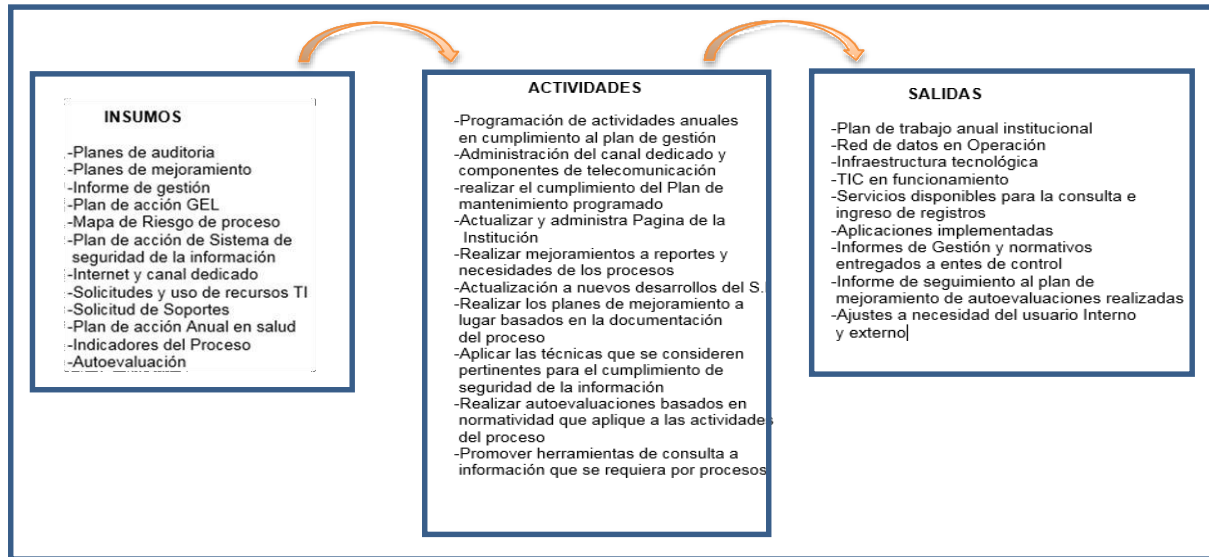 INSUMOS
-Planes de auditoria
-Planes de mejoramiento
-Informe de gestión
-Plan de acción GEL
-Mapa de Riesgo de proceso
-Plan de acción de Sistema de
seguridad de la información
-Internet y canal dedicado
-Solicitudes y uso de recursos TI
-Solicitud de Soportes
-Plan de acción Anual en salud
-Indicadores del Proceso
-Autoevaluación
ACTIVIDADES
-Programación de actividades anuales
en cumplimiento al plan de gestión
-Administración del canal dedicado y
componentes de telecomunicación
-realizar el cumplimiento del Plan de
mantenimiento programado
-Actualizar y administra Pagina de la
Institución
-Realizar mejoramientos a reportes y
necesidades de los procesos
-Actualización a nuevos desarrollos del S.I
-Realizar los planes de mejoramiento a
lugar basados en la documentación
del proceso
-Aplicar las técnicas que se consideren
pertinentes para el cumplimiento de
seguridad de la información
-Realizar autoevaluaciones basados en
normatividad que aplique a las actividades
del proceso
-Promover herramientas de consulta a
información que se requiera por procesos
SALIDAS
-Plan de trabajo anual institucional
-Red de datos en Operación
-Infraestructura tecnológica
-TIC en funcionamiento
-Servicios disponibles para la consulta e
ingreso de registros
-Aplicaciones implementadas
-Informes de Gestión y normativos
entregados a entes de control
-Informe de seguimiento al plan de
mejoramiento de autoevaluaciones realizadas
-Ajustes a necesidad del usuario Interno
y externo